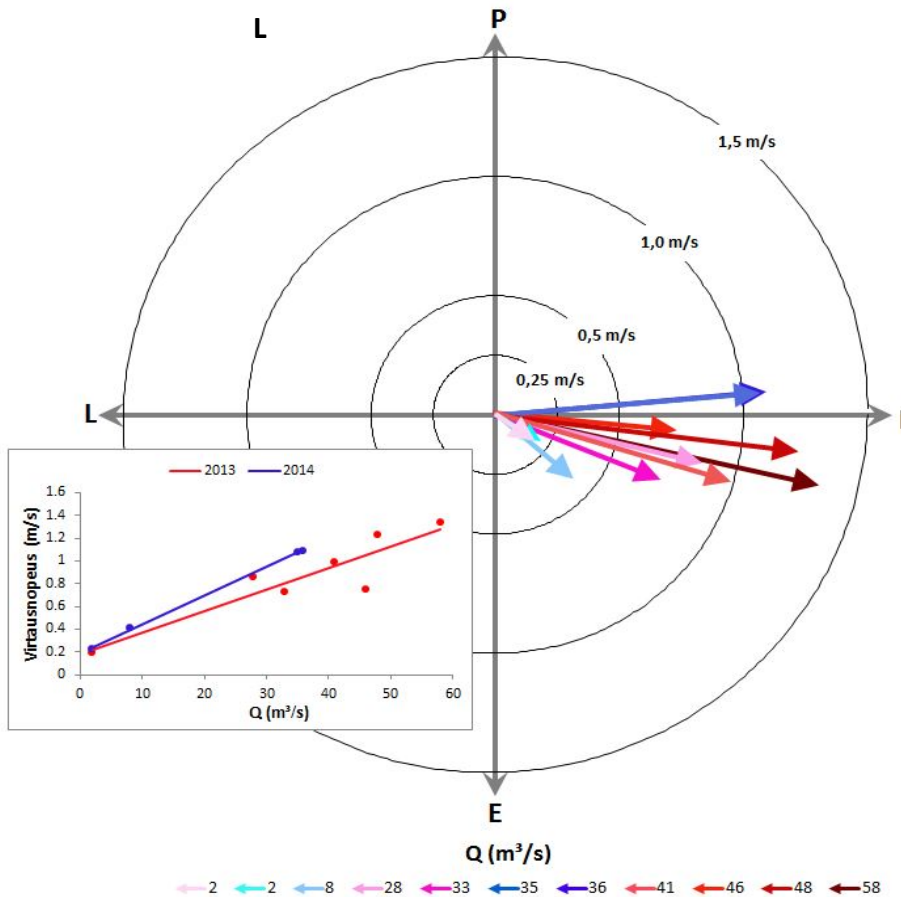 L
P
1,5 m/s
1,0 m/s
0,5 m/s
0,25 m/s
L
2013 2014
Virtausnopeus (m/s)
1.6
1.4
1.2
1
0.8
0.6
0.4
0.2
0
0 10 20 30 40 50 60
Q (m³/s)
E
Q (m³/s)
2 2 8 28 33 35 36 41 46 48 58